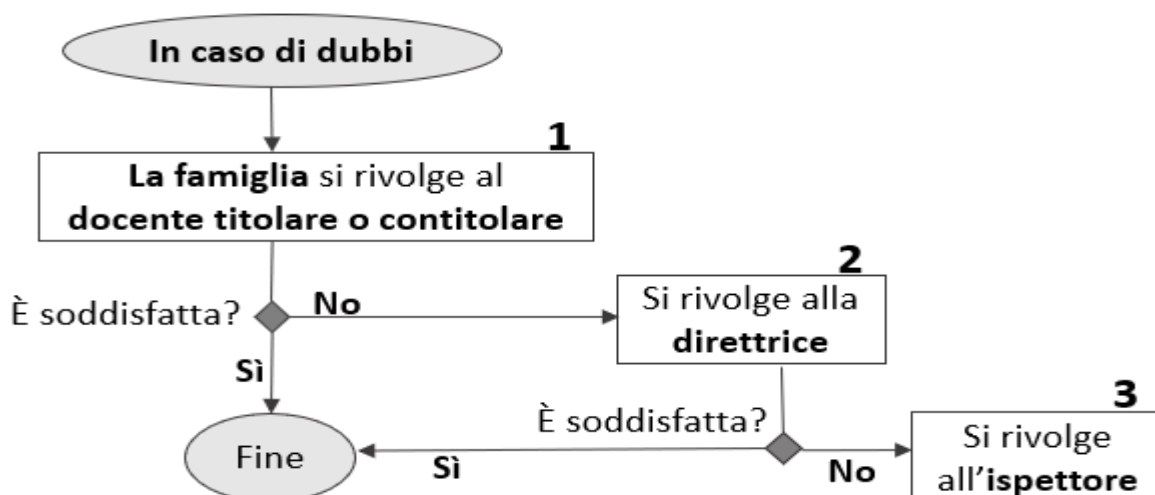 In caso di dubbi
1
La famiglia si rivolge al
docente titolare o contitolare
È soddisfatta?
No
Sì
2
Si rivolge alla
direttrice
È soddisfatta?
Sì
No
3
Si rivolge
all'ispettore
Fine